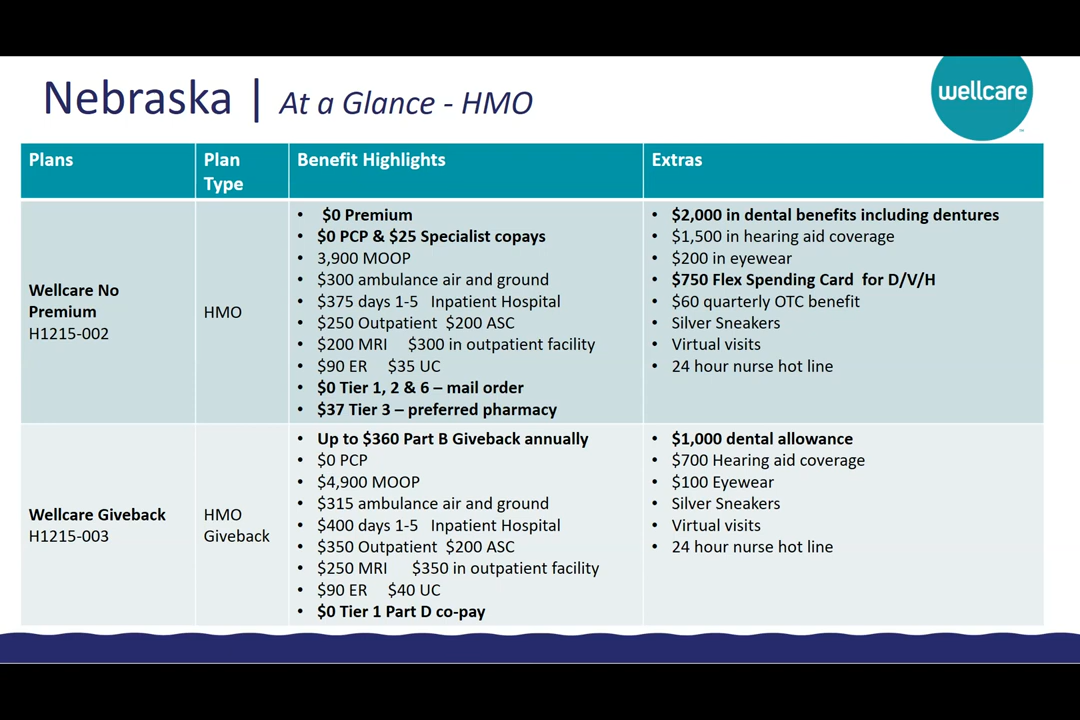 Nebraska | At a Glance - HMO
wellcare
Plans
Plan
Type
Benefit Highlights
Extras
Wellcare No
Premium
H1215-002
HMO
• $0 Premium
• $0 PCP & $25 Specialist copays
• 3,900 MOOP
• $300 ambulance air and ground
• $375 days 1-5 Inpatient Hospital
• $250 Outpatient $200 ASC
• $200 MRI $300 in outpatient facility
• $90 ER $35 UC
• $0 Tier 1, 2 & 6 – mail order
• $37 Tier 3 – preferred pharmacy
• $2,000 in dental benefits including dentures
• $1,500 in hearing aid coverage
• $200 in eyewear
• $750 Flex Spending Card for D/V/H
• $60 quarterly OTC benefit
• Silver Sneakers
• Virtual visits
• 24 hour nurse hot line
Wellcare Giveback
H1215-003
HMO
Giveback
• Up to $360 Part B Giveback annually
• $0 PCP
• $4,900 MOOP
• $315 ambulance air and ground
• $400 days 1-5 Inpatient Hospital
• $350 Outpatient $200 ASC
• $250 MRI $350 in outpatient facility
• $90 ER $40 UC
• $0 Tier 1 Part D co-pay
• $1,000 dental allowance
• $700 Hearing aid coverage
• $100 Eyewear
• Silver Sneakers
• Virtual visits
• 24 hour nurse hot line